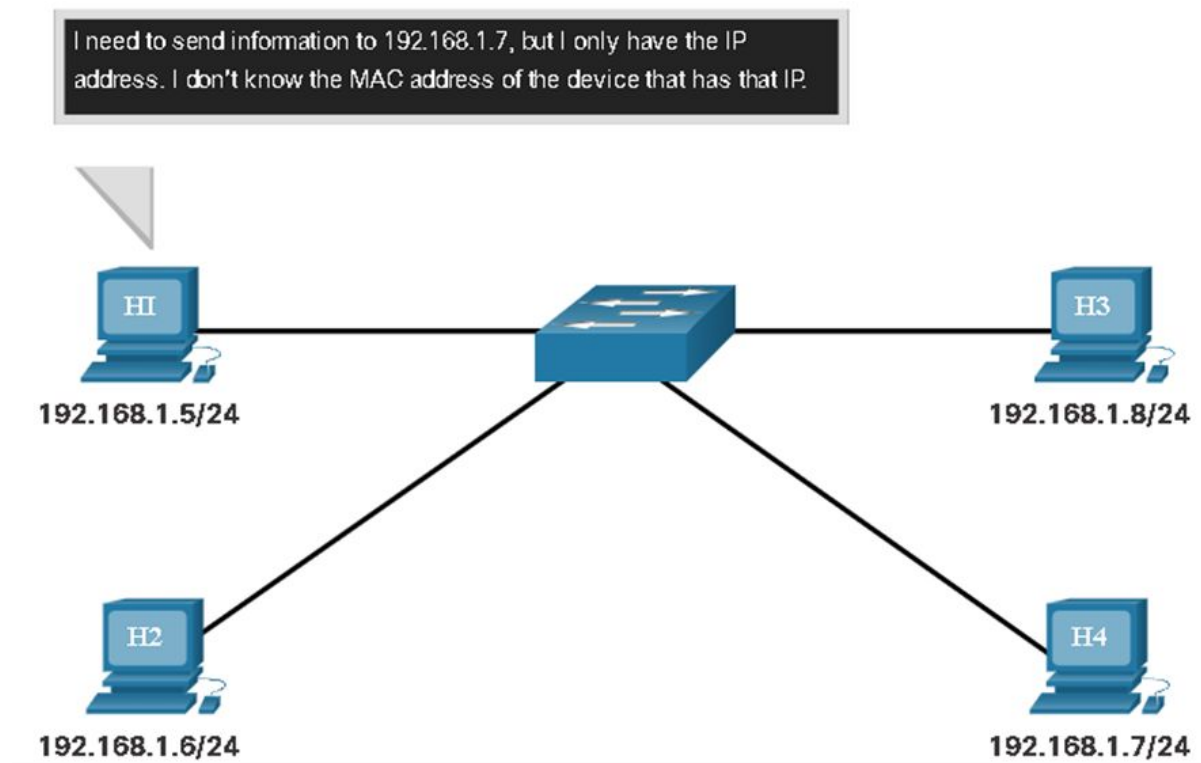 I need to send information to 192.168.1.7, but I only have the IP
address. I don't know the MAC address of the device that has that IP.
H1
H3
192.168.1.5/24
192.168.1.8/24
H2
H4
192.168.1.6/24
192.168.1.7/24